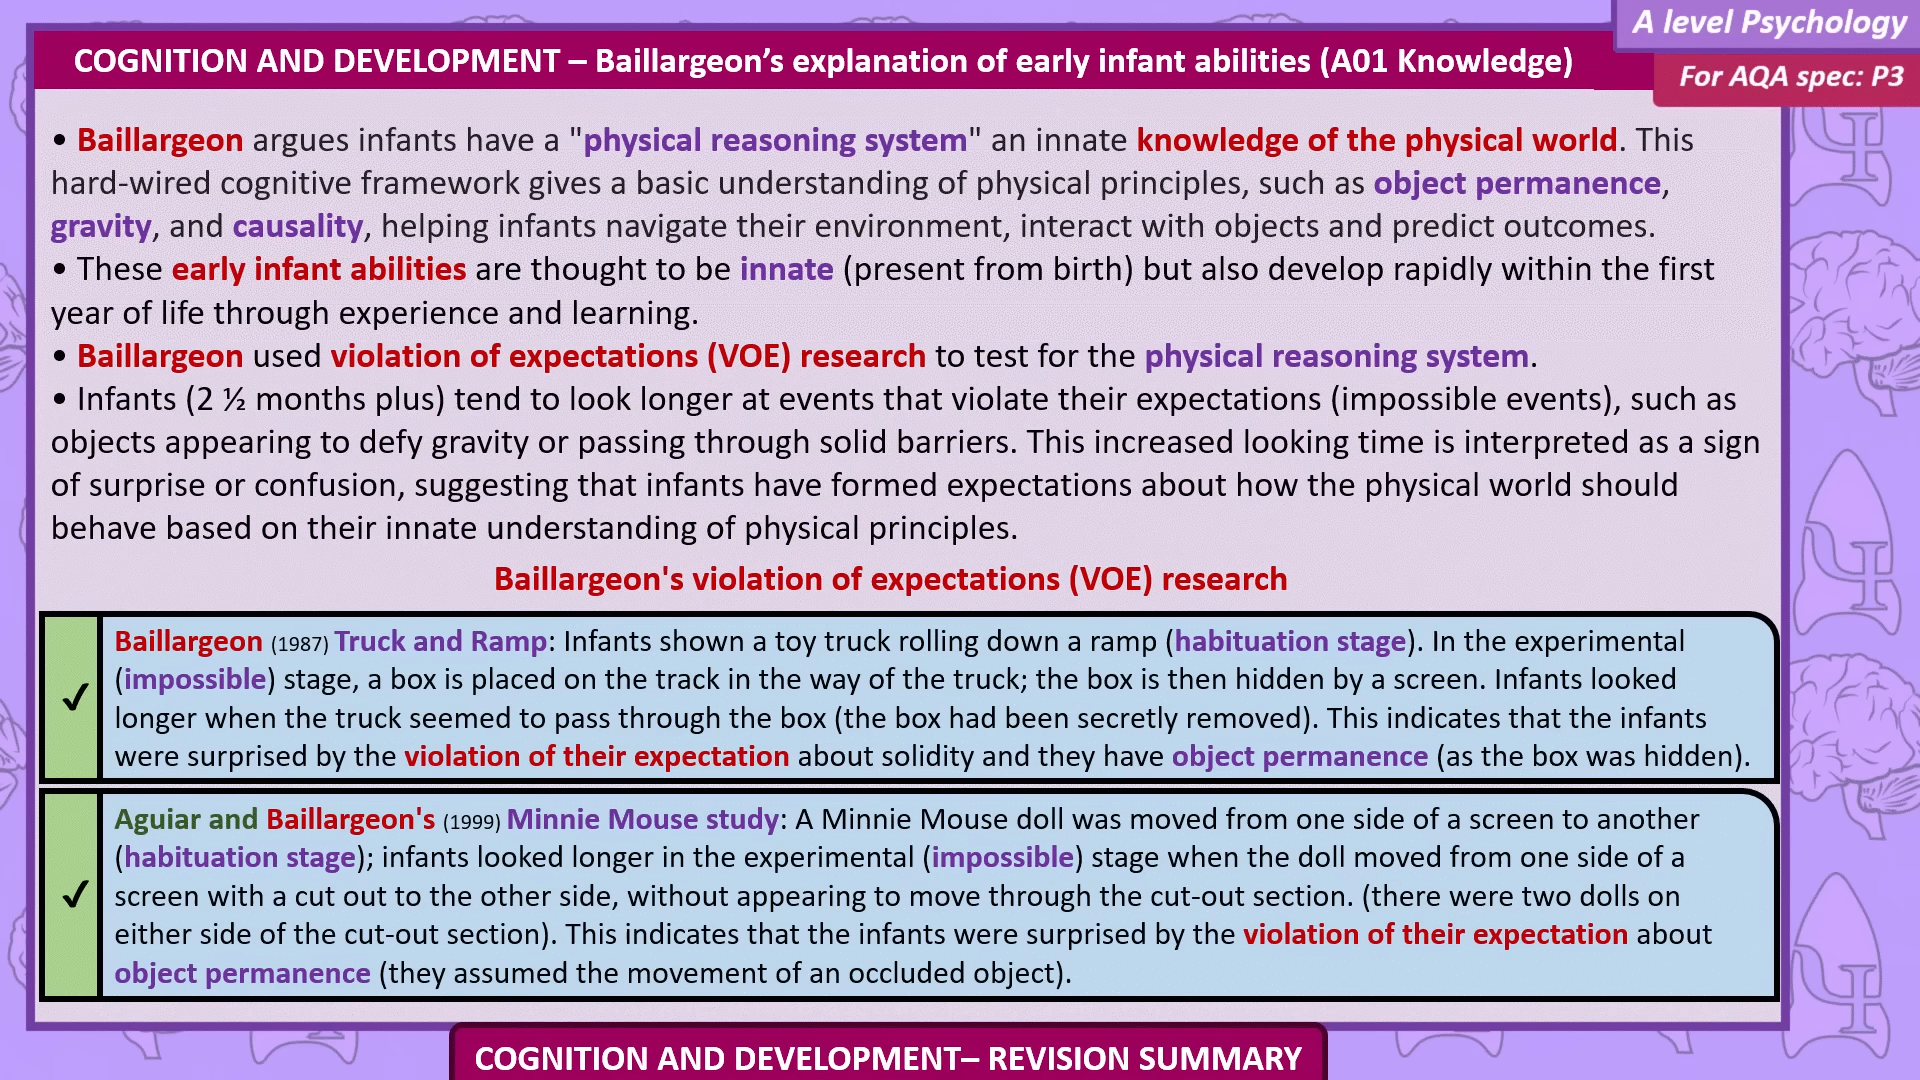 A level Psychology
COGNITION AND DEVELOPMENT – Baillargeon’s explanation of early infant abilities (A01 Knowledge)
For AQA spec: P3
• Baillargeon argues infants have a "physical reasoning system" an innate knowledge of the physical world. This
hard-wired cognitive framework gives a basic understanding of physical principles, such as object permanence,
gravity, and causality, helping infants navigate their environment, interact with objects and predict outcomes.
• These early infant abilities are thought to be innate (present from birth) but also develop rapidly within the first
year of life through experience and learning.
• Baillargeon used violation of expectations (VOE) research to test for the physical reasoning system.
• Infants (2 ½ months plus) tend to look longer at events that violate their expectations (impossible events), such as
objects appearing to defy gravity or passing through solid barriers. This increased looking time is interpreted as a sign
of surprise or confusion, suggesting that infants have formed expectations about how the physical world should
behave based on their innate understanding of physical principles.
Baillargeon's violation of expectations (VOE) research
Baillargeon (1987) Truck and Ramp: Infants shown a toy truck rolling down a ramp (habituation stage). In the experimental
(impossible) stage, a box is placed on the track in the way of the truck; the box is then hidden by a screen. Infants looked
longer when the truck seemed to pass through the box (the box had been secretly removed). This indicates that the infants
were surprised by the violation of their expectation about solidity and they have object permanence (as the box was hidden).
Aguiar and Baillargeon's (1999) Minnie Mouse study: A Minnie Mouse doll was moved from one side of a screen to another
(habituation stage); infants looked longer in the experimental (impossible) stage when the doll moved from one side of a
screen with a cut out to the other side, without appearing to move through the cut-out section. (there were two dolls on
either side of the cut-out section). This indicates that the infants were surprised by the violation of their expectation about
object permanence (they assumed the movement of an occluded object).
COGNITION AND DEVELOPMENT– REVISION SUMMARY